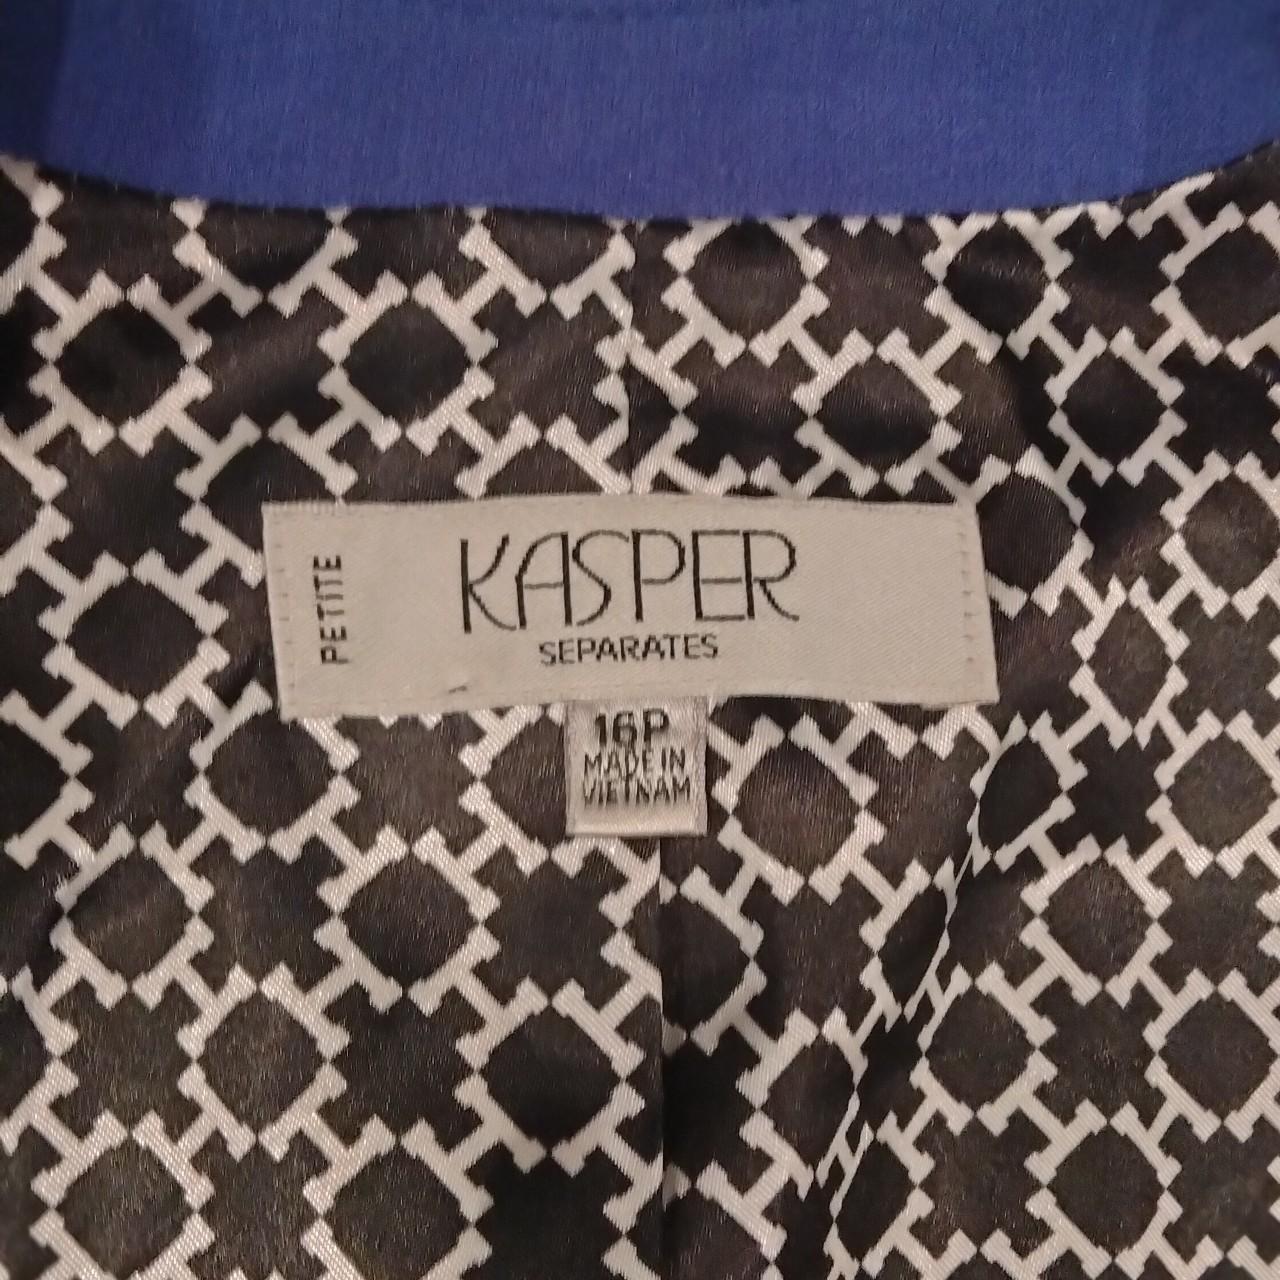 PETITE
KASPER
SEPARATES
16P
MADE IN
VIETNAM